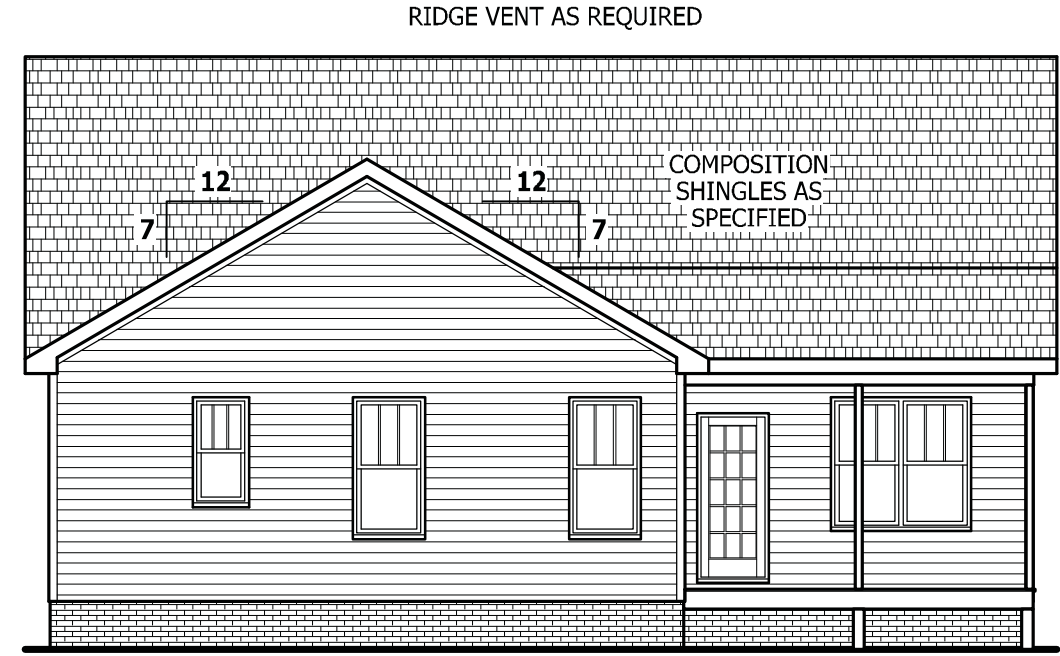 RIDGE VENT AS REQUIRED
COMPOSITION
SHINGLES AS
SPECIFIED
12
7
12
7